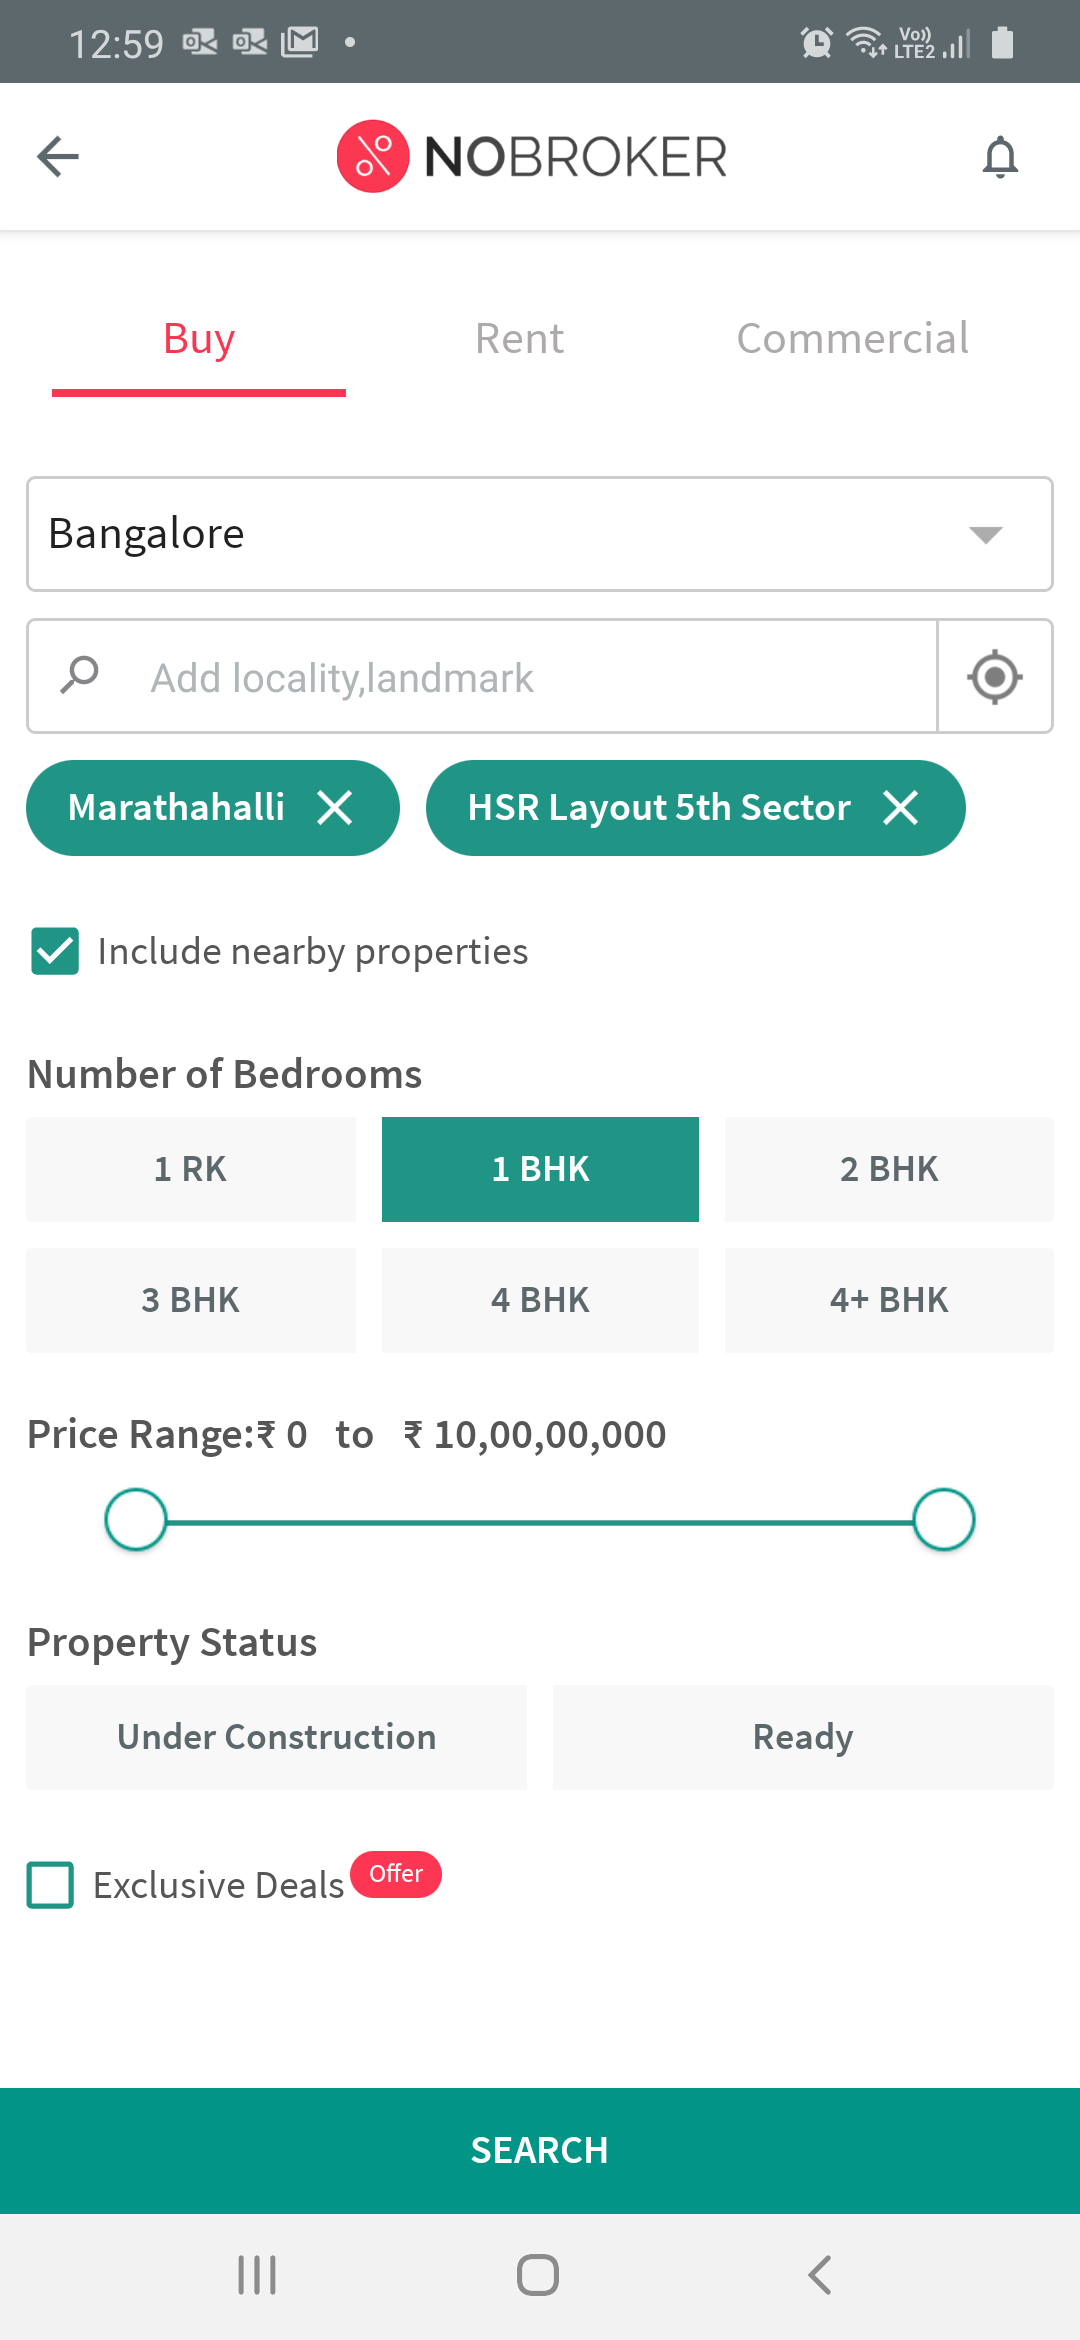 12:59 Vo)) LTE2
NOBROKER
Buy Rent Commercial
Bangalore
Add locality,landmark
Marathahalli HSR Layout 5th Sector
Include nearby properties
Number of Bedrooms
1 RK 1 BHK 2 BHK
3 BHK 4 BHK 4+ BHK
Price Range:₹ 0 to ₹ 10,00,00,000
Property Status
Under Construction Ready
Exclusive Deals Offer
SEARCH